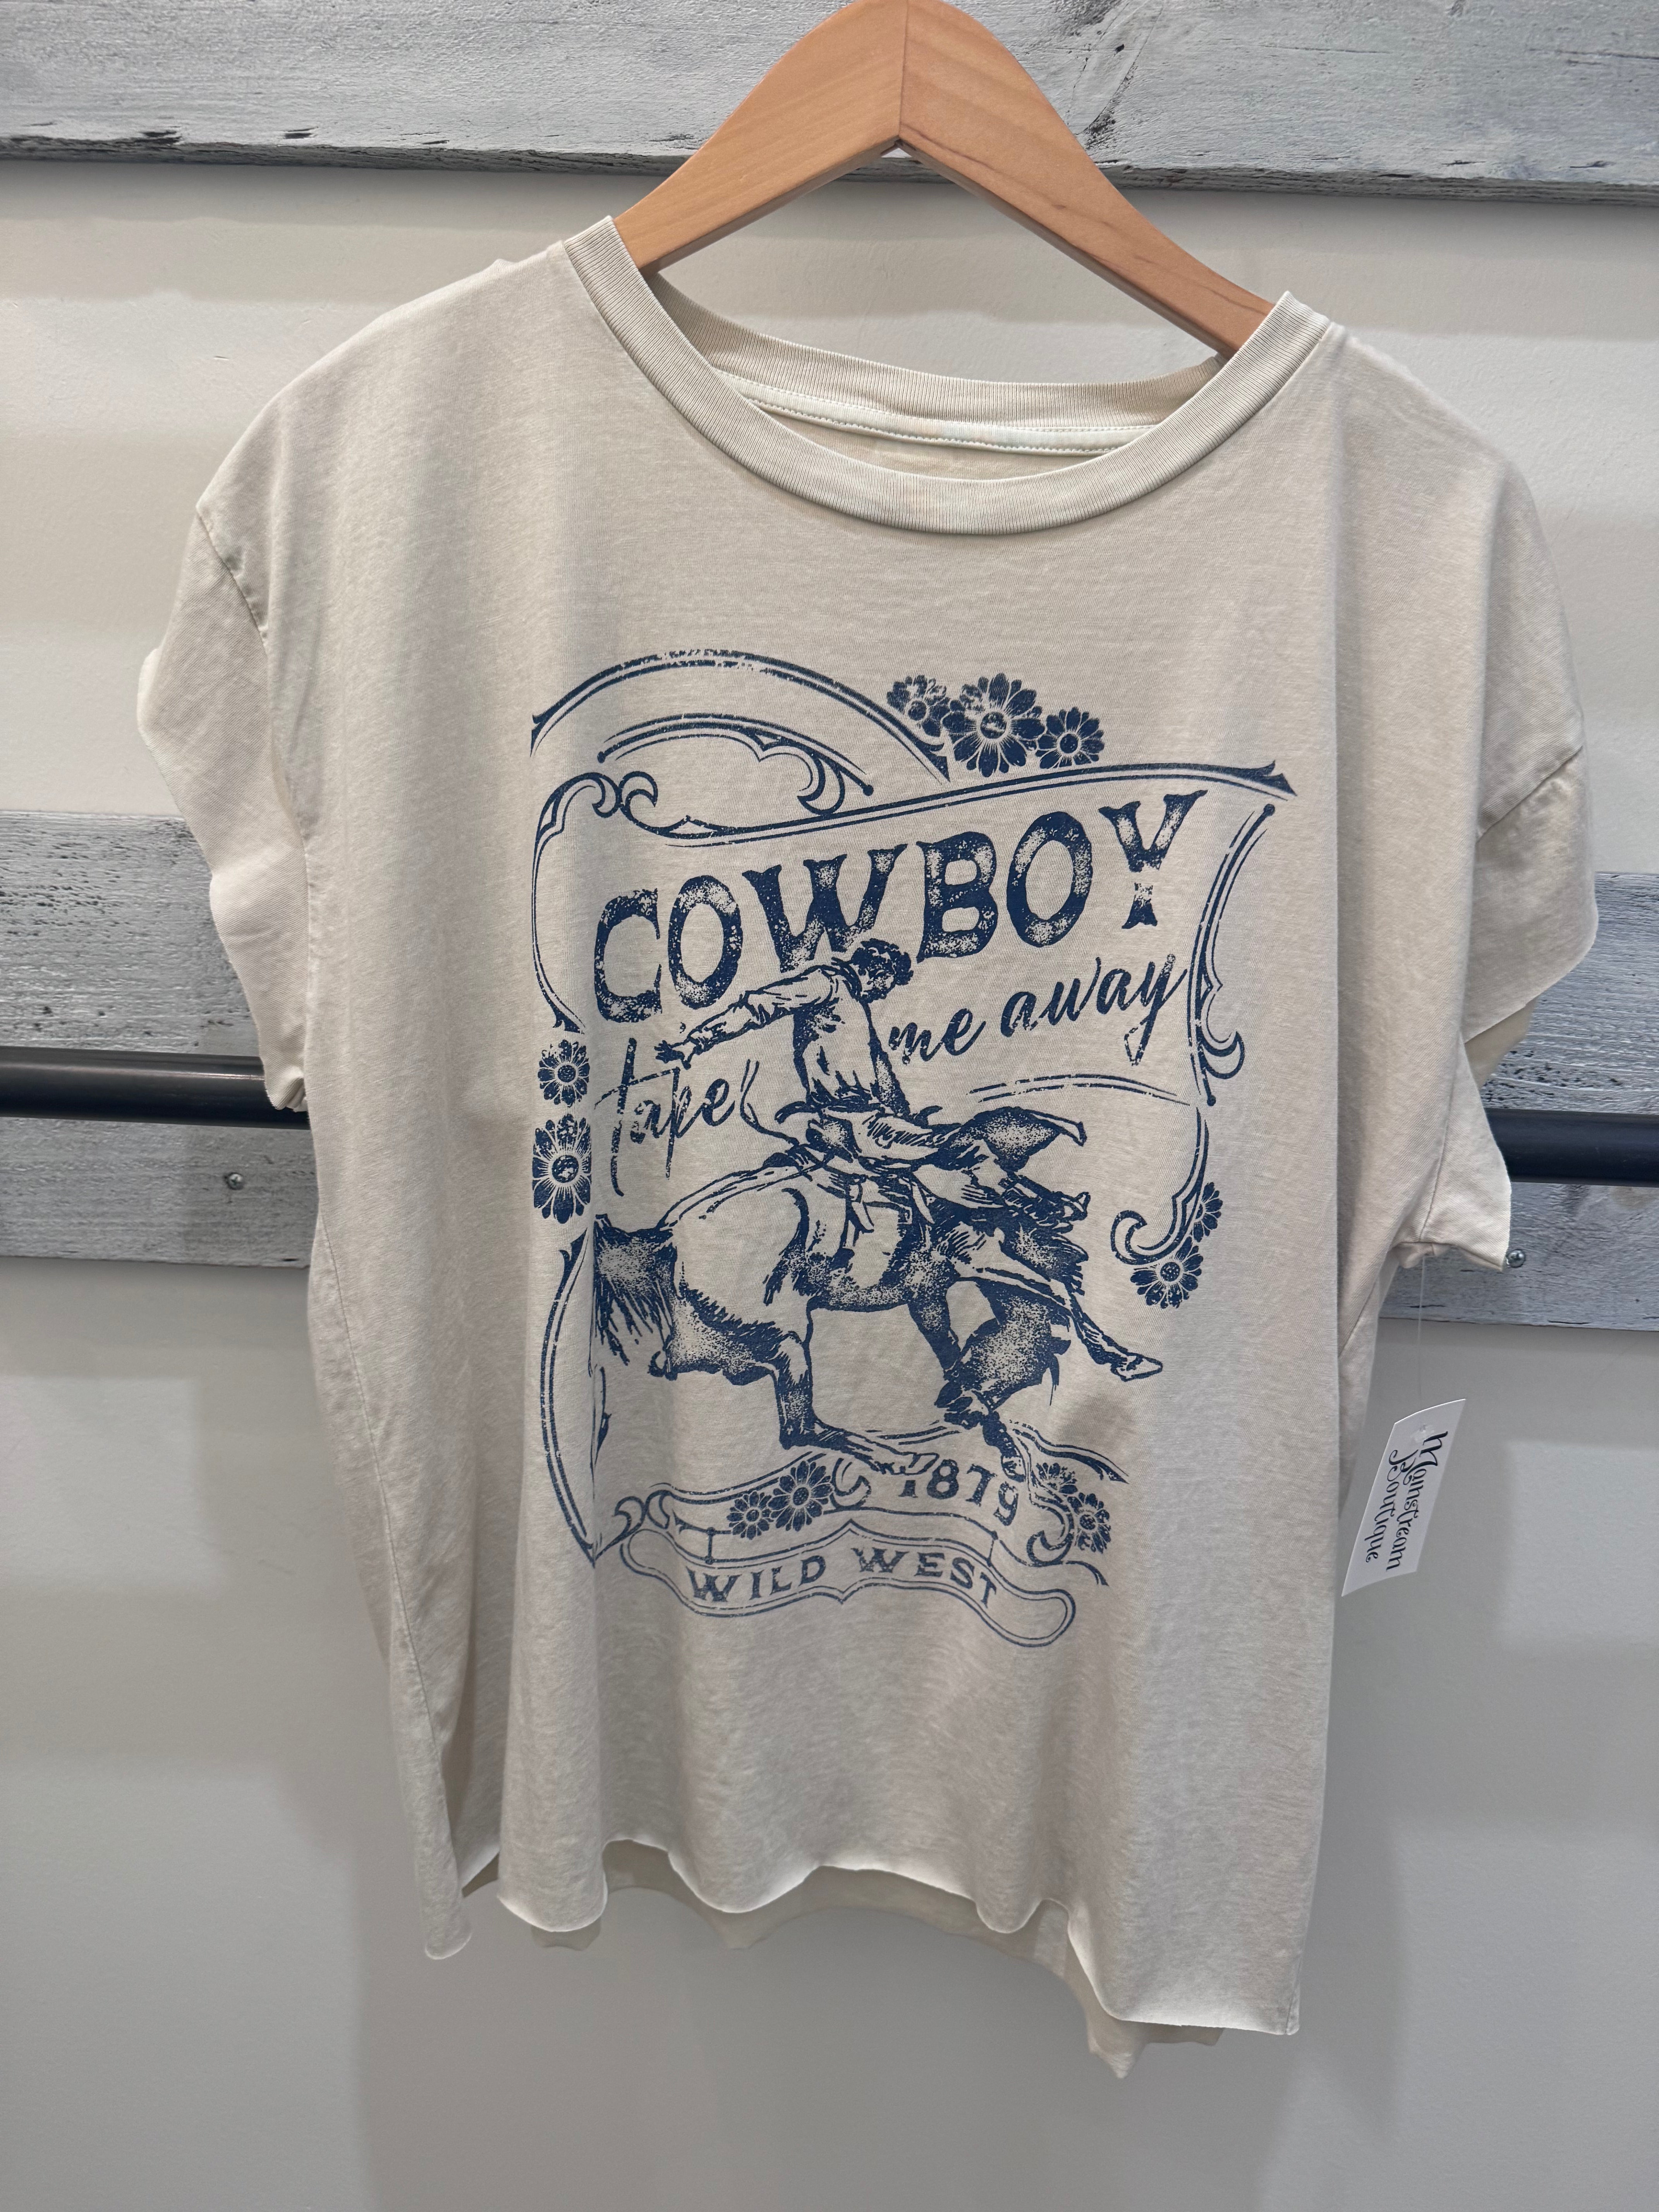 COWBOY
take me away
1879
WILD WEST
Mainstream
Boutique